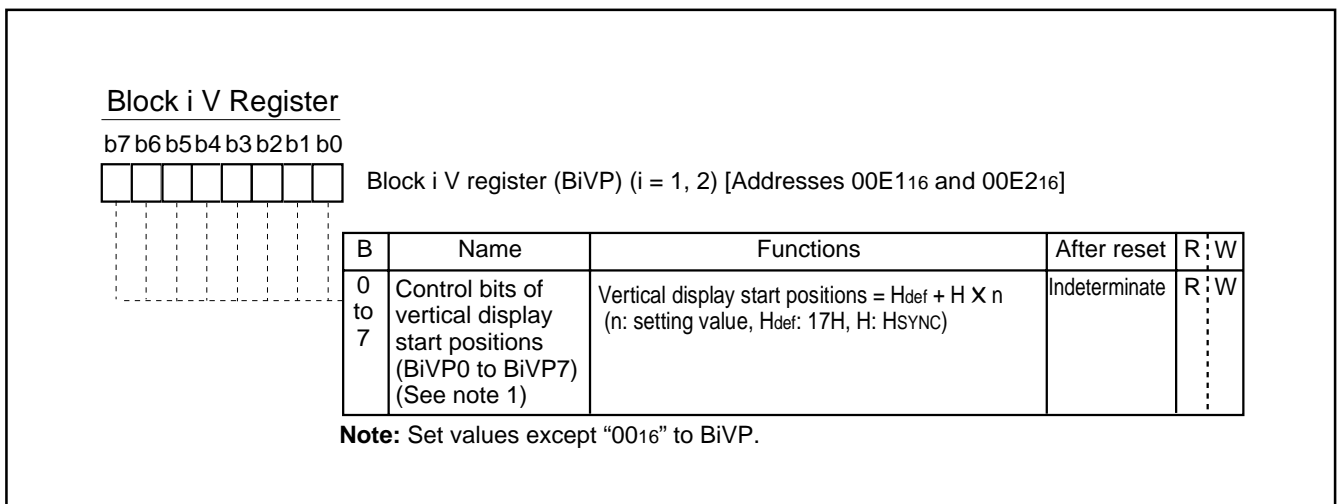 Block i V Register
b7 b6 b5 b4 b3 b2 b1 b0
Block i V register (BiVP) (i = 1, 2) [Addresses 00E116 and 00E216]
B Name Functions After reset R W
0 to 7 Control bits of vertical display start positions (BiVP0 to BiVP7) (See note 1) Vertical display start positions = Hdef + H X n (n: setting value, Hdef: 17H, H: HSYNC) Indeterminate R W
Note: Set values except “0016” to BiVP.